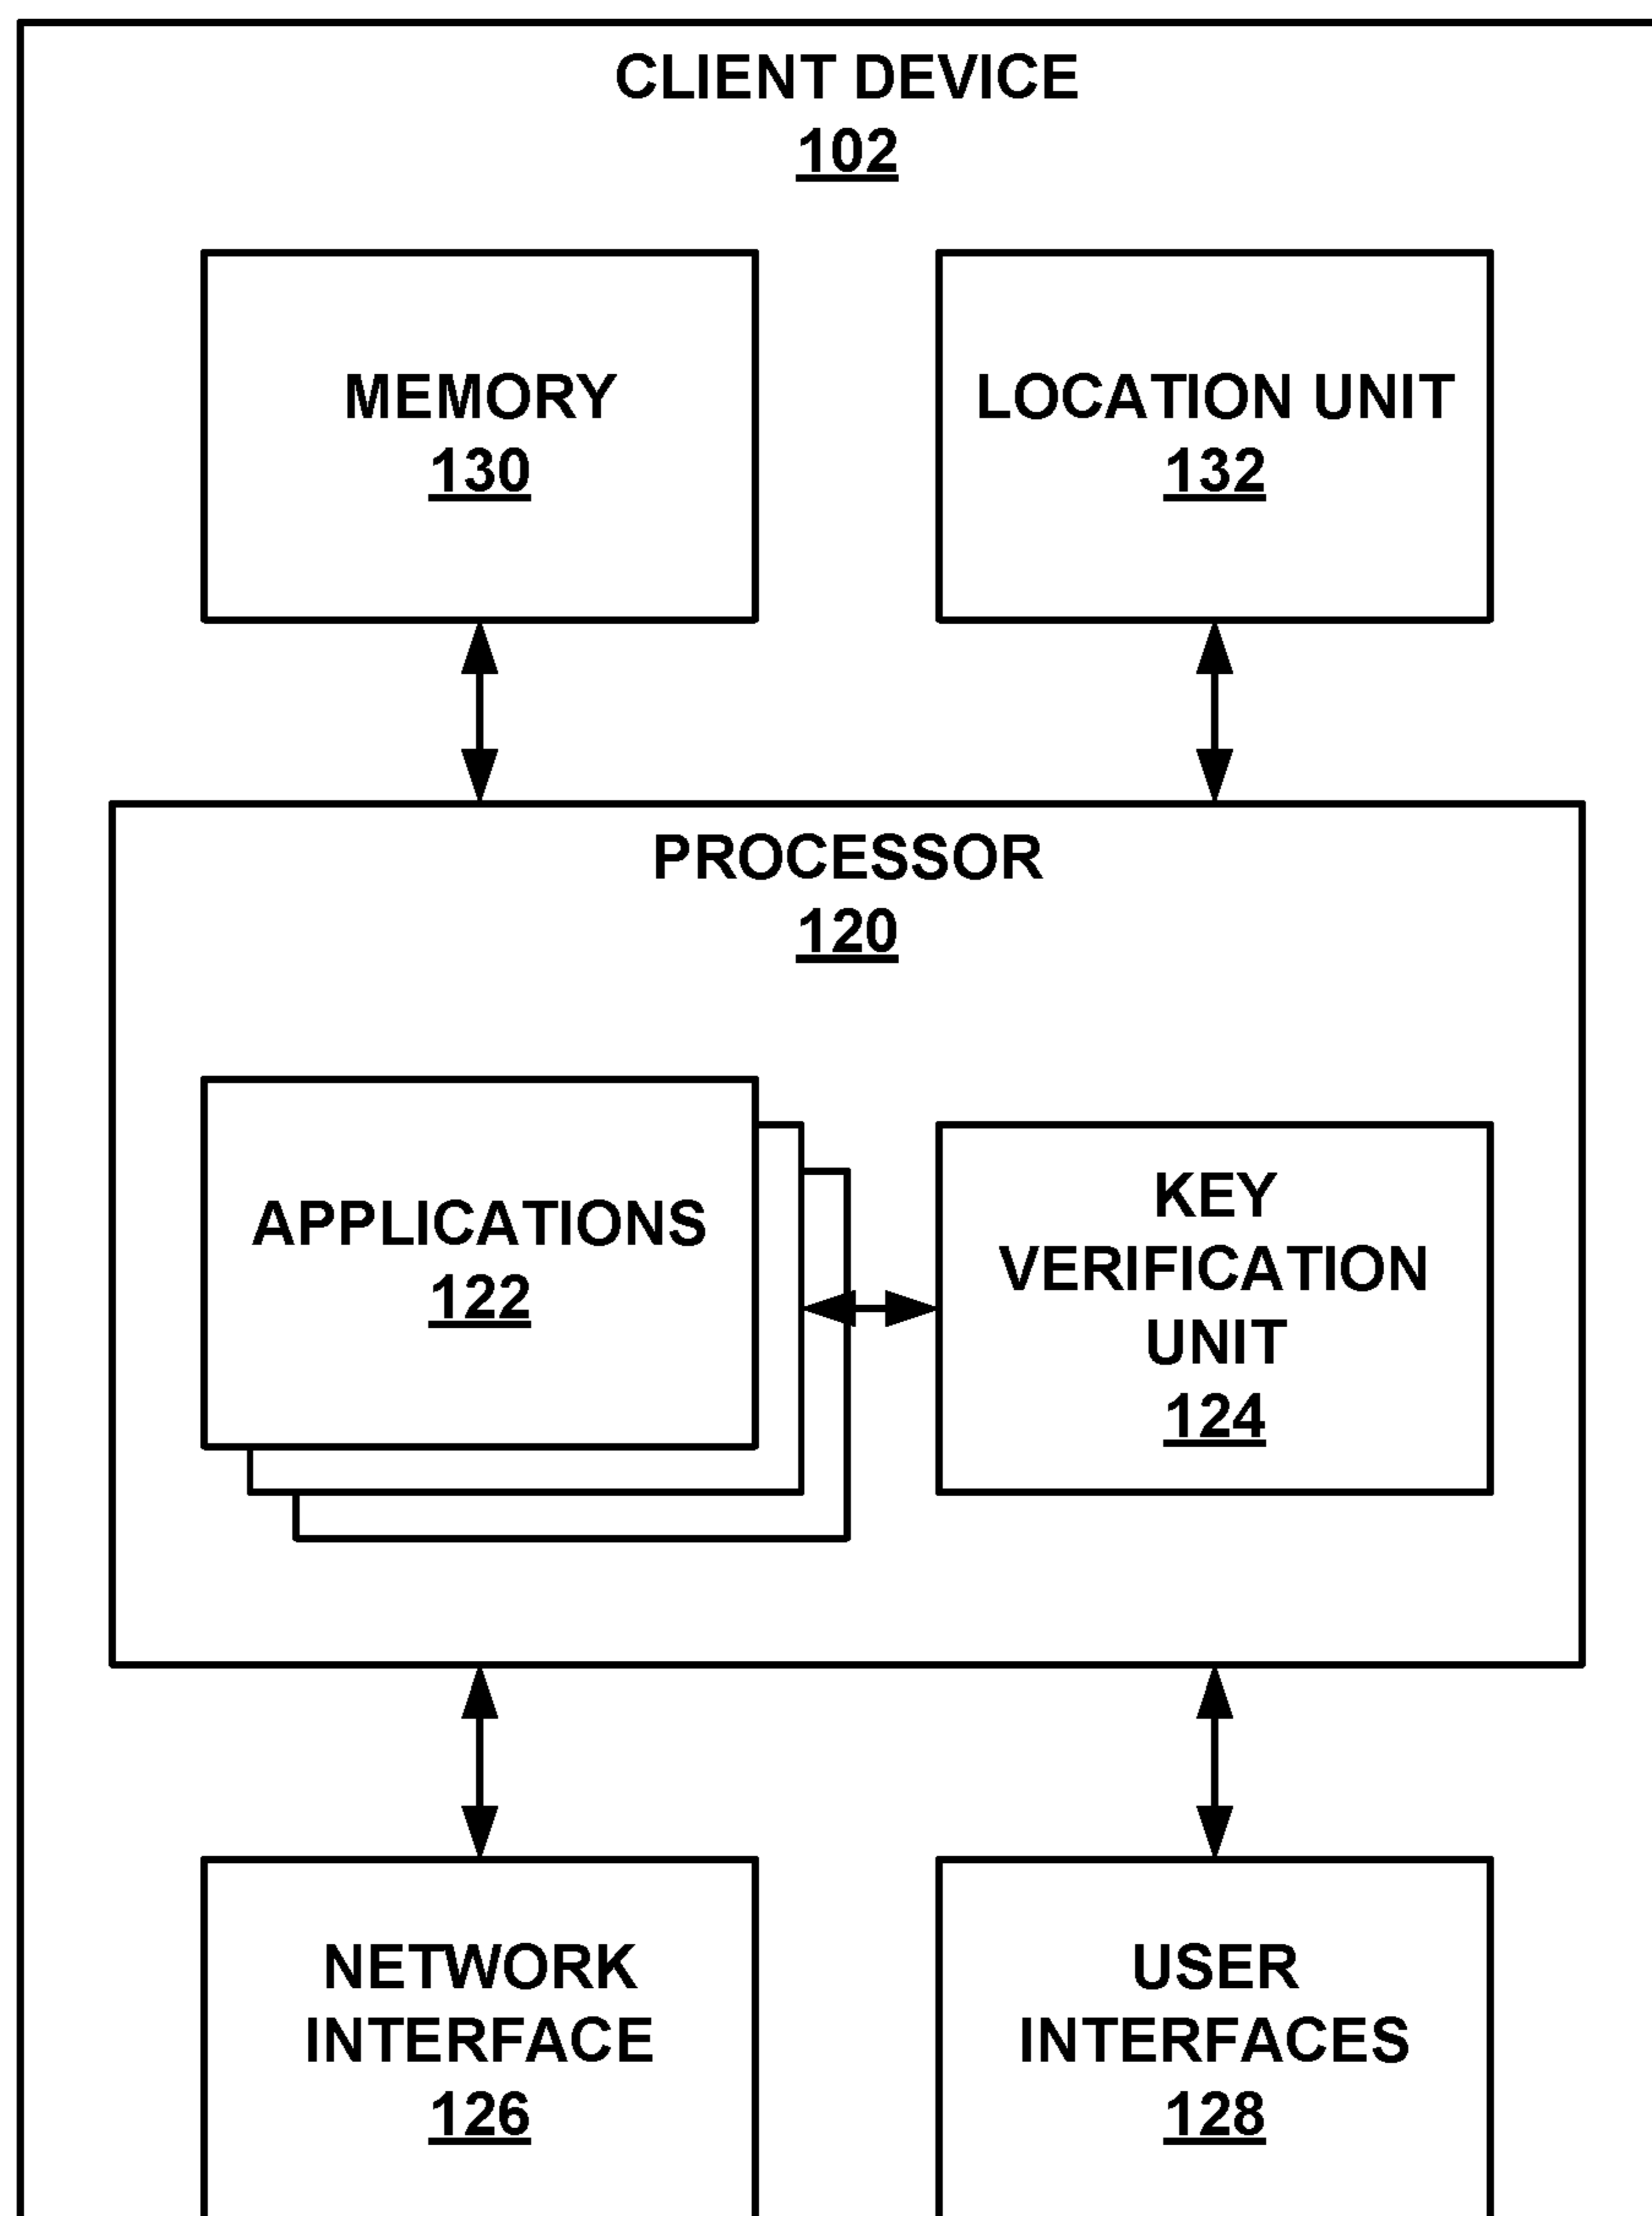 CLIENT DEVICE
102
MEMORY
130
LOCATION UNIT
132
PROCESSOR
120
APPLICATIONS
122
KEY
VERIFICATION
UNIT
124
NETWORK
INTERFACE
126
USER
INTERFACES
128